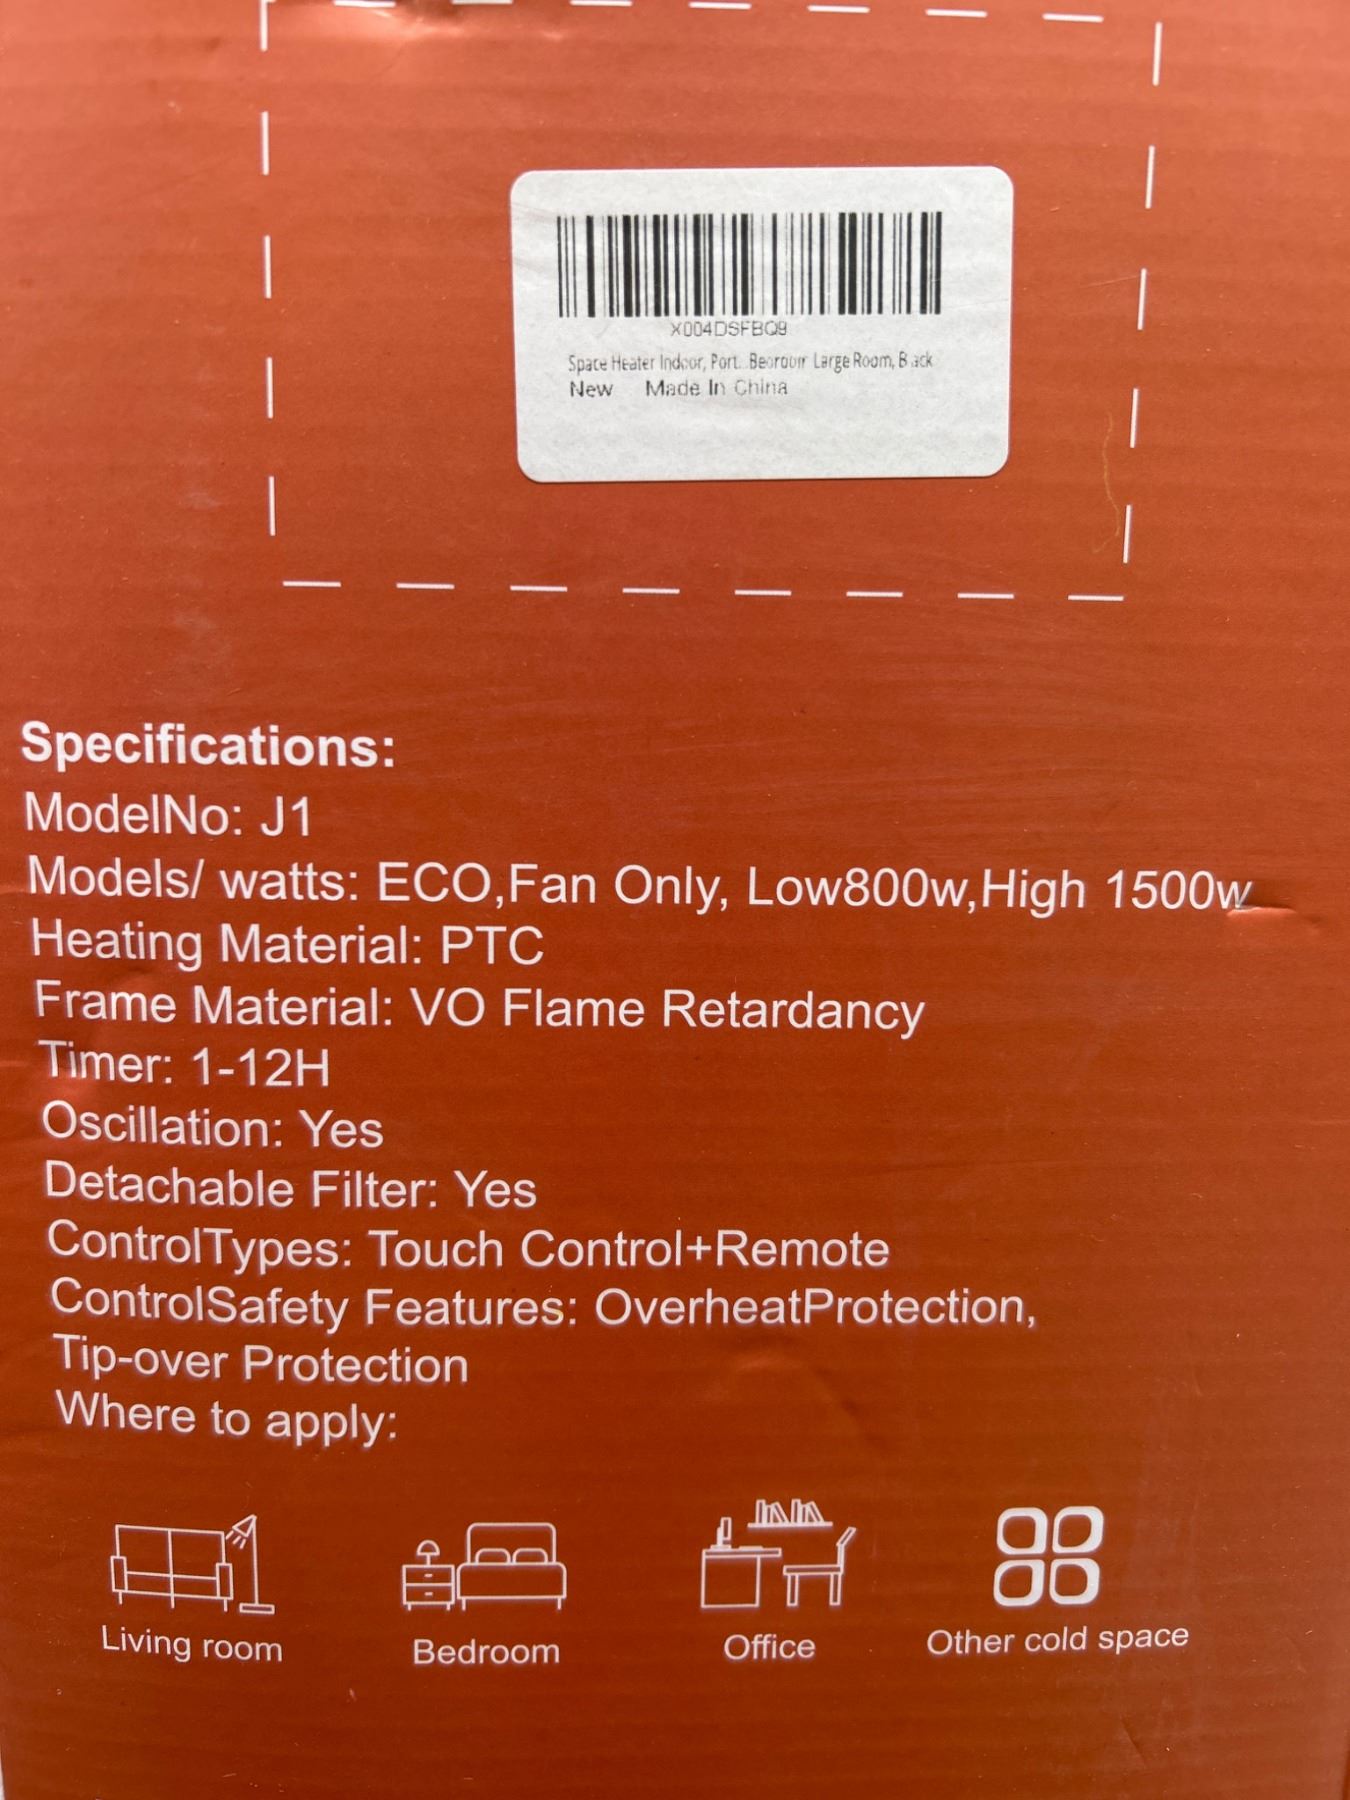 X004DSFBQ9
Space Heater Indoor, Port... Large Room, Black
New Made In China
Specifications:
ModelNo: J1
Models/ watts: ECO,Fan Only, Low800w,High 1500w
Heating Material: PTC
Frame Material: VO Flame Retardancy
Timer: 1-12H
Oscillation: Yes
Detachable Filter: Yes
ControlTypes: Touch Control+Remote
ControlSafety Features: OverheatProtection,
Tip-over Protection
Where to apply:
Living room
Bedroom
Office
Other cold space